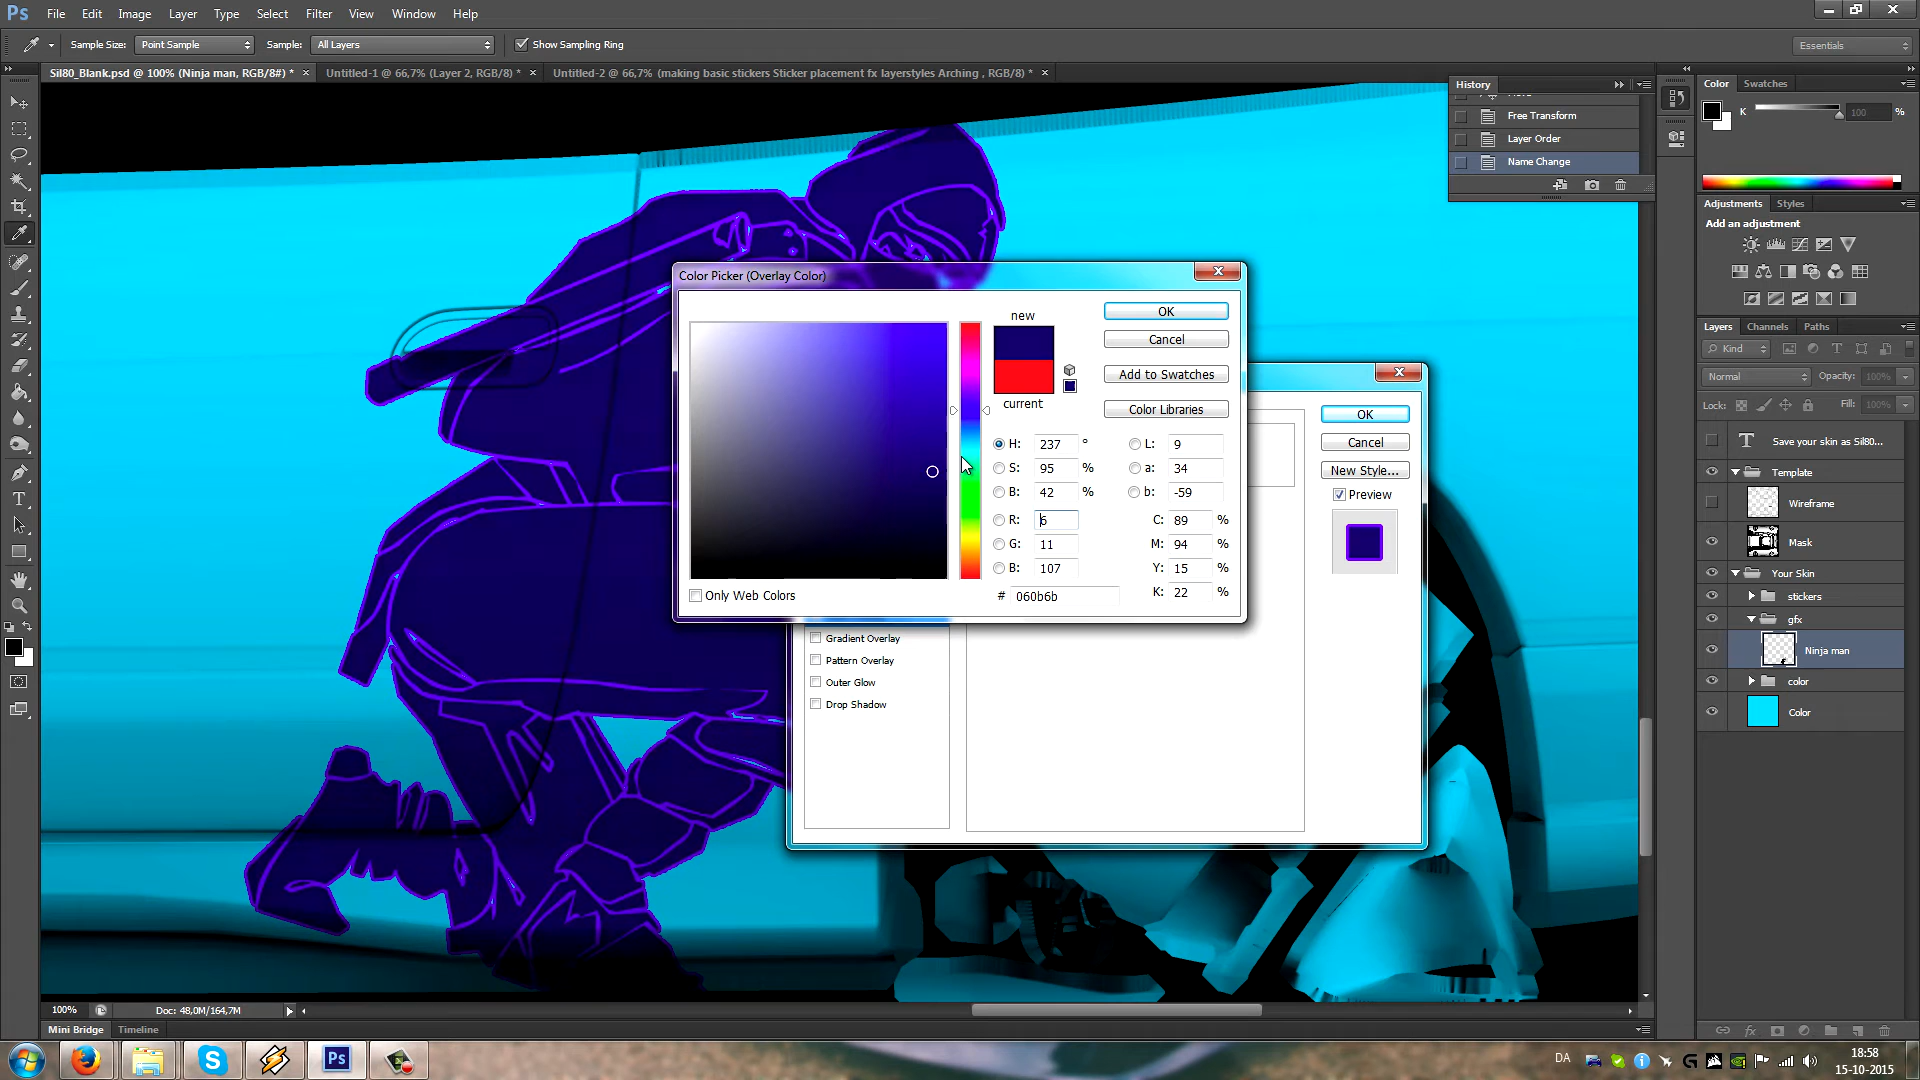 Ps File Edit Image Layer Type Select Filter View Window Help
Sample Size: Point Sample Sample: All Layers Show Sampling Ring Essentials
Sil80_Blank.psd @ 100% (Ninja man, RGB/8#) * × Untitled-1 @ 66,7% (Layer 2, RGB/8) * × Untitled-2 @ 66,7% (making basic stickers Sticker placement fx layerstyles Arching , RGB/8) * ×
History
Free Transform
Layer Order
Name Change
Color Swatches
K 100 %
Adjustments Styles
Add an adjustment
Layers Channels Paths
Kind
Normal Opacity: 100%
Lock: Fill: 100%
Save your skin as Sil80...
Template
Wireframe
Mask
Your Skin
stickers
gfx
Ninja man
color
Color
Color Picker (Overlay Color)
new
current
OK
Cancel
Add to Swatches
Color Libraries
H: 237 ° L: 9
S: 95 % a: 34
B: 42 % b: -59
R: 6 C: 89 %
G: 11 M: 94 %
B: 107 Y: 15 %
K: 22 %
Only Web Colors # 060b6b
OK
Cancel
New Style...
Preview
Gradient Overlay
Pattern Overlay
Outer Glow
Drop Shadow
100% Doc: 48,0M/164,7M
Mini Bridge Timeline
Ps
DA
18:58
15-10-2015